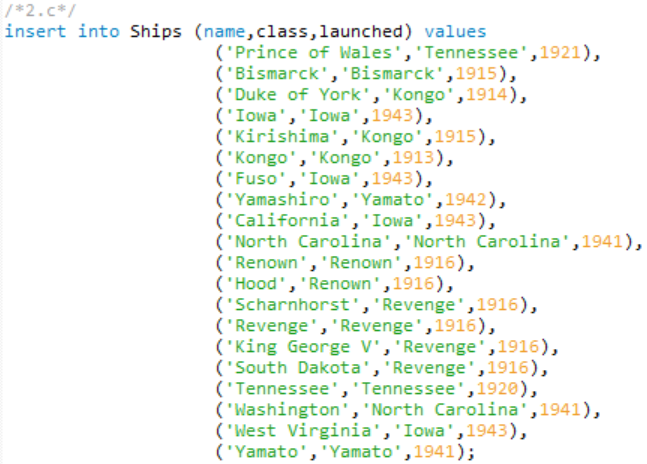 /*2.c*/
insert into Ships (name,class,launched) values
('Prince of Wales','Tennessee',1921),
('Bismarck','Bismarck',1915),
('Duke of York','Kongo',1914),
('Iowa','Iowa',1943),
('Kirishima','Kongo',1915),
('Kongo','Kongo',1913),
('Fuso','Iowa',1943),
('Yamashiro','Yamato',1942),
('California','Iowa',1943),
('North Carolina','North Carolina',1941),
('Renown','Renown',1916),
('Hood','Renown',1916),
('Scharnhorst','Revenge',1916),
('Revenge','Revenge',1916),
('King George V','Revenge',1916),
('South Dakota','Revenge',1916),
('Tennessee','Tennessee',1920),
('Washington','North Carolina',1941),
('West Virginia','Iowa',1943),
('Yamato','Yamato',1941);